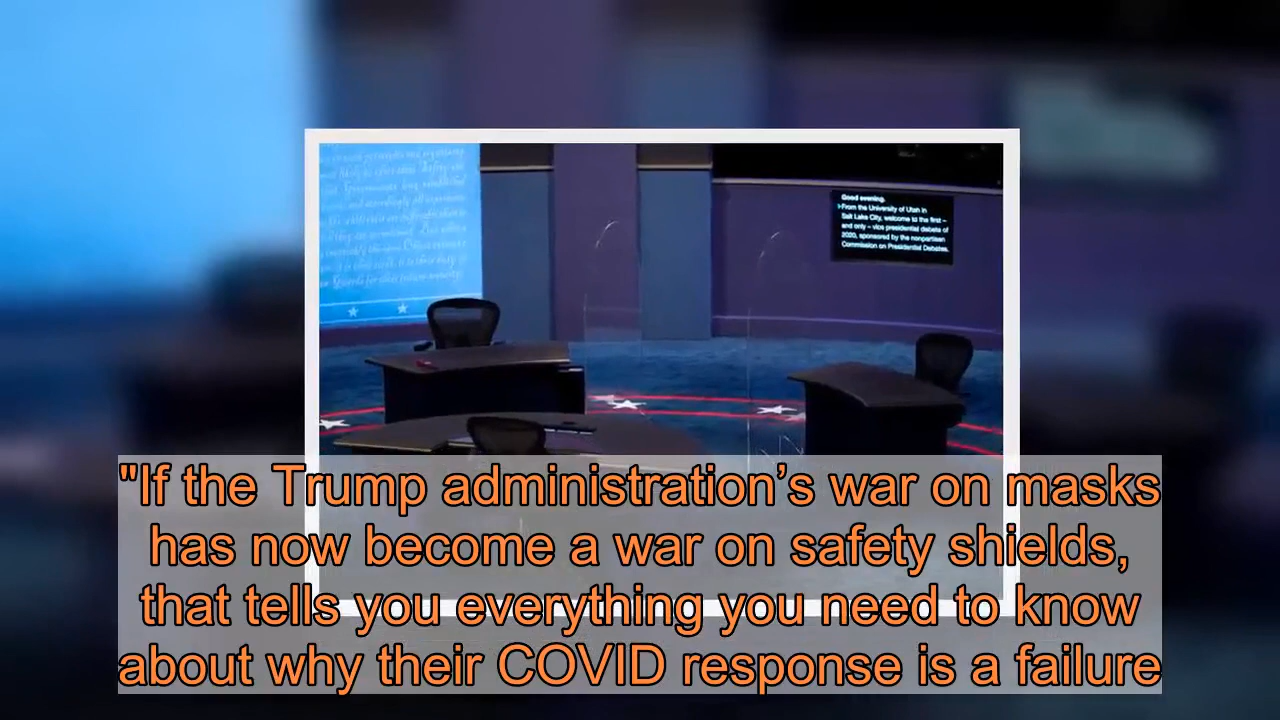 Good evening.
From the University of Utah in
Salt Lake City, welcome to the first –
and only – vice presidential debate of
2020, sponsored by the nonpartisan
Commission on Presidential Debates.
"If the Trump administration’s war on masks
has now become a war on safety shields,
that tells you everything you need to know
about why their COVID response is a failure